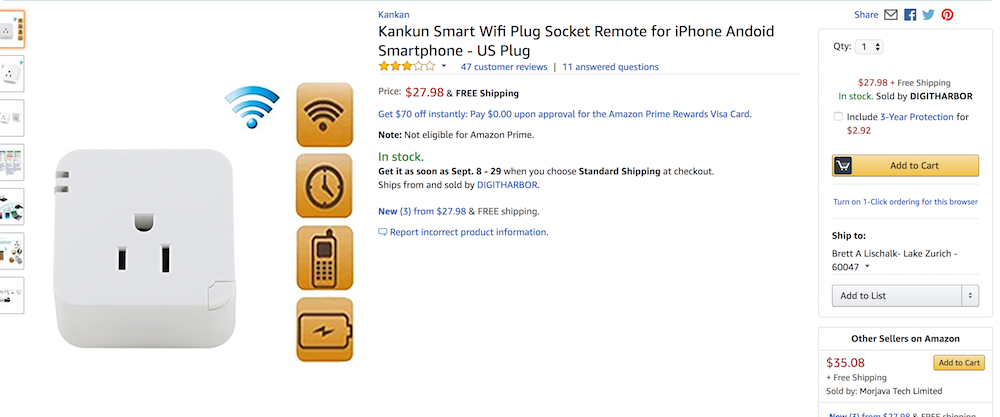 Kankan
Kankun Smart Wifi Plug Socket Remote for iPhone Andoid
Smartphone - US Plug
47 customer reviews | 11 answered questions
Price: $27.98 & FREE Shipping
Get $70 off instantly: Pay $0.00 upon approval for the Amazon Prime Rewards Visa Card.
Note: Not eligible for Amazon Prime.
In stock.
Get it as soon as Sept. 8 - 29 when you choose Standard Shipping at checkout.
Ships from and sold by DIGITHARBOR.
New (3) from $27.98 & FREE shipping.
Report incorrect product information.
Share
Qty: 1
$27.98 + Free Shipping
In stock. Sold by DIGITHARBOR
Include 3-Year Protection for
$2.92
Add to Cart
Turn on 1-Click ordering for this browser
Ship to:
Brett A Lischalk- Lake Zurich -
60047
Add to List
Other Sellers on Amazon
$35.08
Add to Cart
+ Free Shipping
Sold by: Morjava Tech Limited
New (3) from $27.98 & FREE shipping